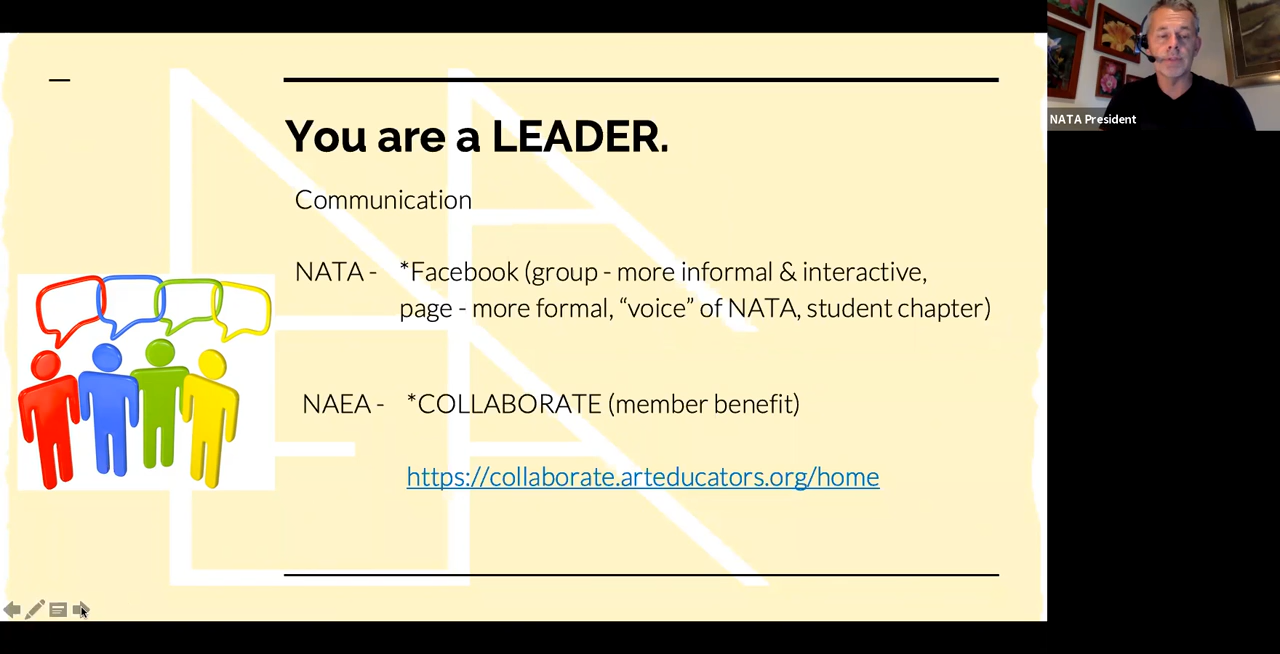 You are a LEADER.
Communication
NATA - *Facebook (group - more informal & interactive,
page - more formal, “voice” of NATA, student chapter)
NAEA - *COLLABORATE (member benefit)
https://collaborate.arteducators.org/home
NATA President